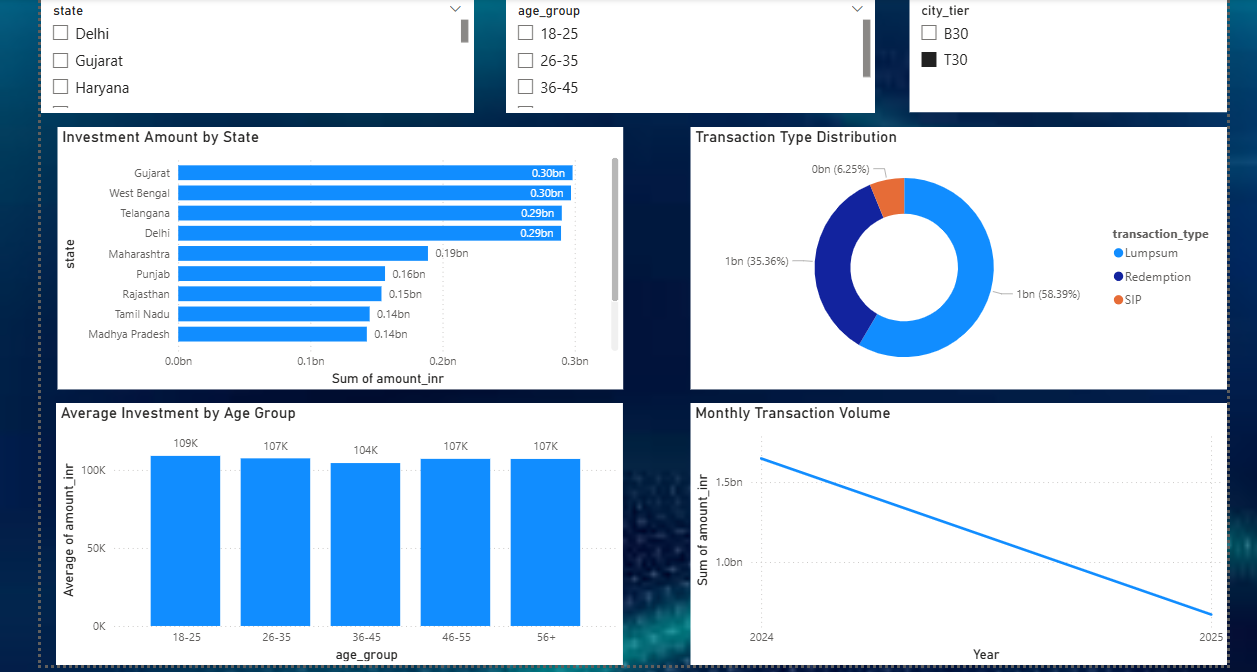 state
Delhi
Gujarat
Haryana
age_group
18-25
26-35
36-45
city_tier
B30
T30
Investment Amount by State
state
Gujarat 0.30bn
West Bengal 0.30bn
Telangana 0.29bn
Delhi 0.29bn
Maharashtra 0.19bn
Punjab 0.16bn
Rajasthan 0.15bn
Tamil Nadu 0.14bn
Madhya Pradesh 0.14bn
0.0bn 0.1bn 0.2bn 0.3bn
Sum of amount_inr
Transaction Type Distribution
0bn (6.25%)
1bn (35.36%)
1bn (58.39%)
transaction_type
Lumpsum
Redemption
SIP
Average Investment by Age Group
Average of amount_inr
109K 107K 104K 107K 107K
100K
50K
0K
18-25 26-35 36-45 46-55 56+
age_group
Monthly Transaction Volume
Sum of amount_inr
1.5bn
1.0bn
2024 2025
Year